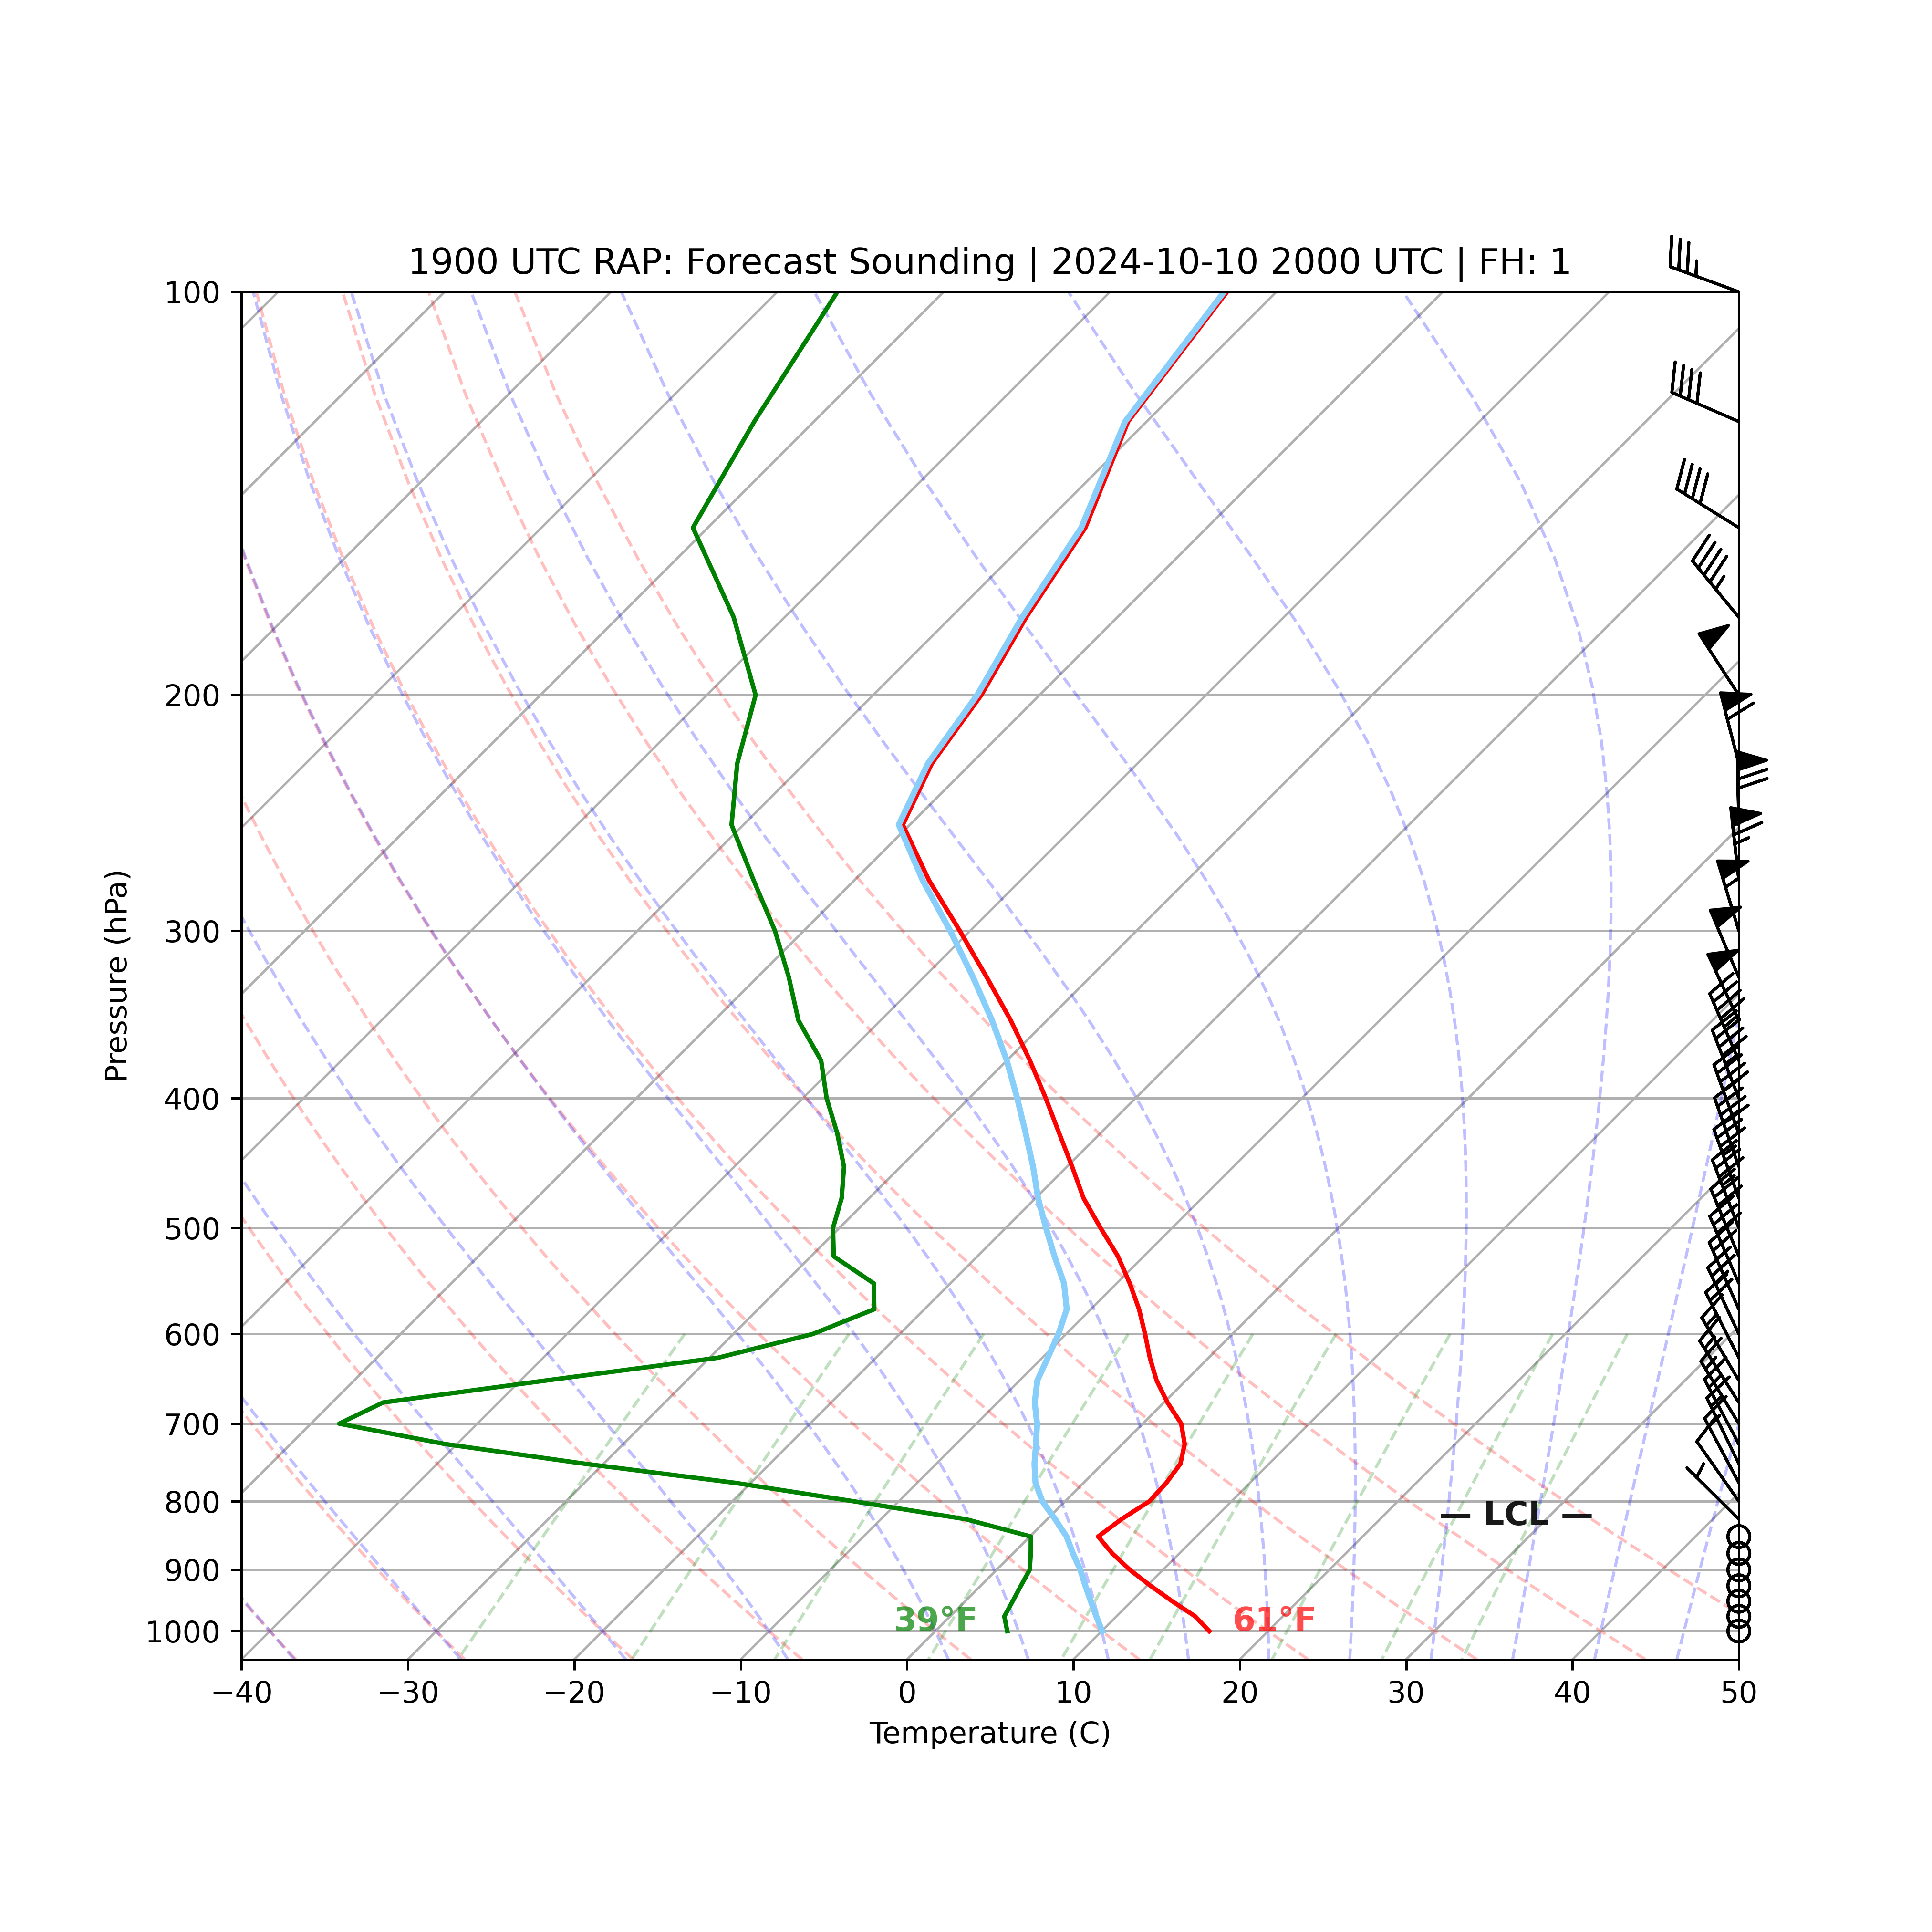 1900 UTC RAP: Forecast Sounding | 2024-10-10 2000 UTC | FH: 1
100
200
300
400
500
600
700
800
900
1000
Pressure (hPa)
— LCL —
39°F
61°F
−40 −30 −20 −10 0 10 20 30 40 50
Temperature (C)